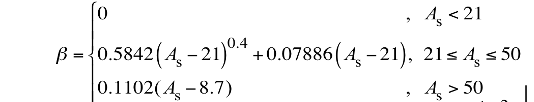 0 , A_s < 21
β = { 0.5842(A_s − 21)^0.4 + 0.07886(A_s − 21), 21 ≤ A_s ≤ 50
0.1102(A_s − 8.7) , A_s > 50